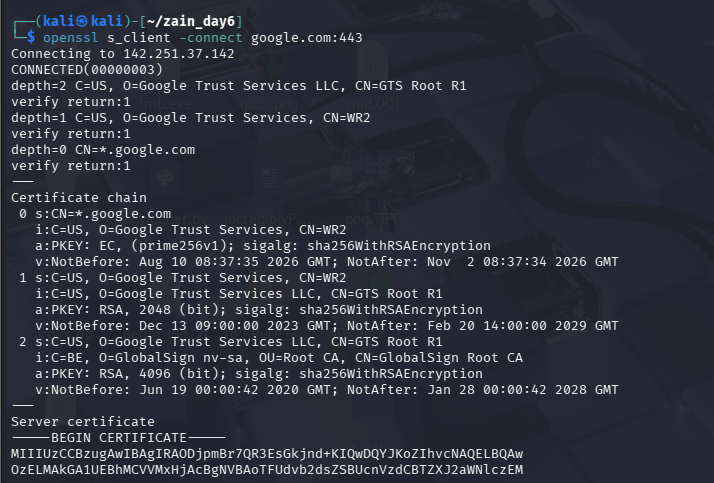 ┌──(kali㉿kali)-[~/zain_day6]
└─$ openssl s_client -connect google.com:443
Connecting to 142.251.37.142
CONNECTED(00000003)
depth=2 C=US, O=Google Trust Services LLC, CN=GTS Root R1
verify return:1
depth=1 C=US, O=Google Trust Services, CN=WR2
verify return:1
depth=0 CN=*.google.com
verify return:1
---
Certificate chain
 0 s:CN=*.google.com
   i:C=US, O=Google Trust Services, CN=WR2
   a:PKEY: EC, (prime256v1); sigalg: sha256WithRSAEncryption
   v:NotBefore: Aug 10 08:37:35 2026 GMT; NotAfter: Nov  2 08:37:34 2026 GMT
 1 s:C=US, O=Google Trust Services, CN=WR2
   i:C=US, O=Google Trust Services LLC, CN=GTS Root R1
   a:PKEY: RSA, 2048 (bit); sigalg: sha256WithRSAEncryption
   v:NotBefore: Dec 13 09:00:00 2023 GMT; NotAfter: Feb 20 14:00:00 2029 GMT
 2 s:C=US, O=Google Trust Services LLC, CN=GTS Root R1
   i:C=BE, O=GlobalSign nv-sa, OU=Root CA, CN=GlobalSign Root CA
   a:PKEY: RSA, 4096 (bit); sigalg: sha256WithRSAEncryption
   v:NotBefore: Jun 19 00:00:42 2020 GMT; NotAfter: Jan 28 00:00:42 2028 GMT
---
Server certificate
-----BEGIN CERTIFICATE-----
MIIIUzCCBzugAwIBAgIRAODjpmBr7QR3EsGkjnd+KIQwDQYJKoZIhvcNAQELBQAw
OzELMAkGA1UEBhMCVVMxHjAcBgNVBAoTFUdvb2dsZSBUcnVzdCBTZXJ2aWNlczEM